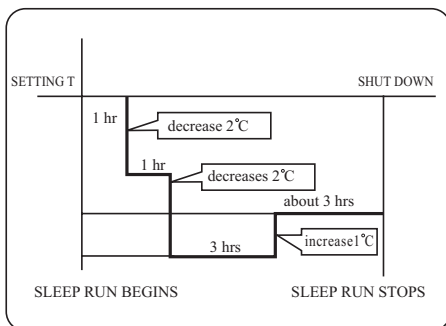 SETTING T
SHUT DOWN
1 hr
decrease 2°C
1 hr
decreases 2°C
about 3 hrs
3 hrs
increase1°C
SLEEP RUN BEGINS
SLEEP RUN STOPS